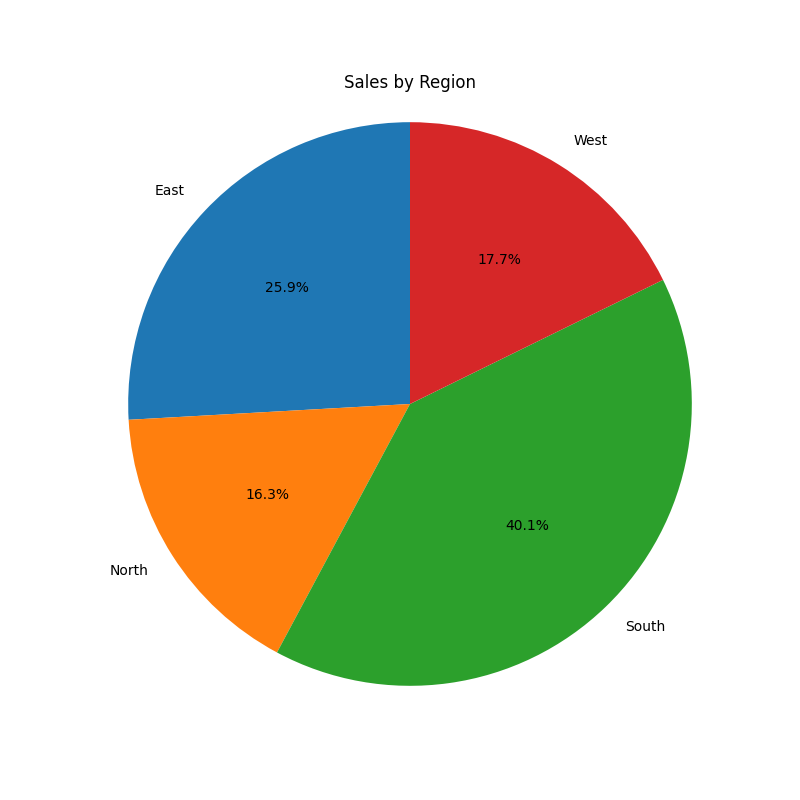 Sales by Region
West
East
17.7%
25.9%
16.3%
40.1%
North
South